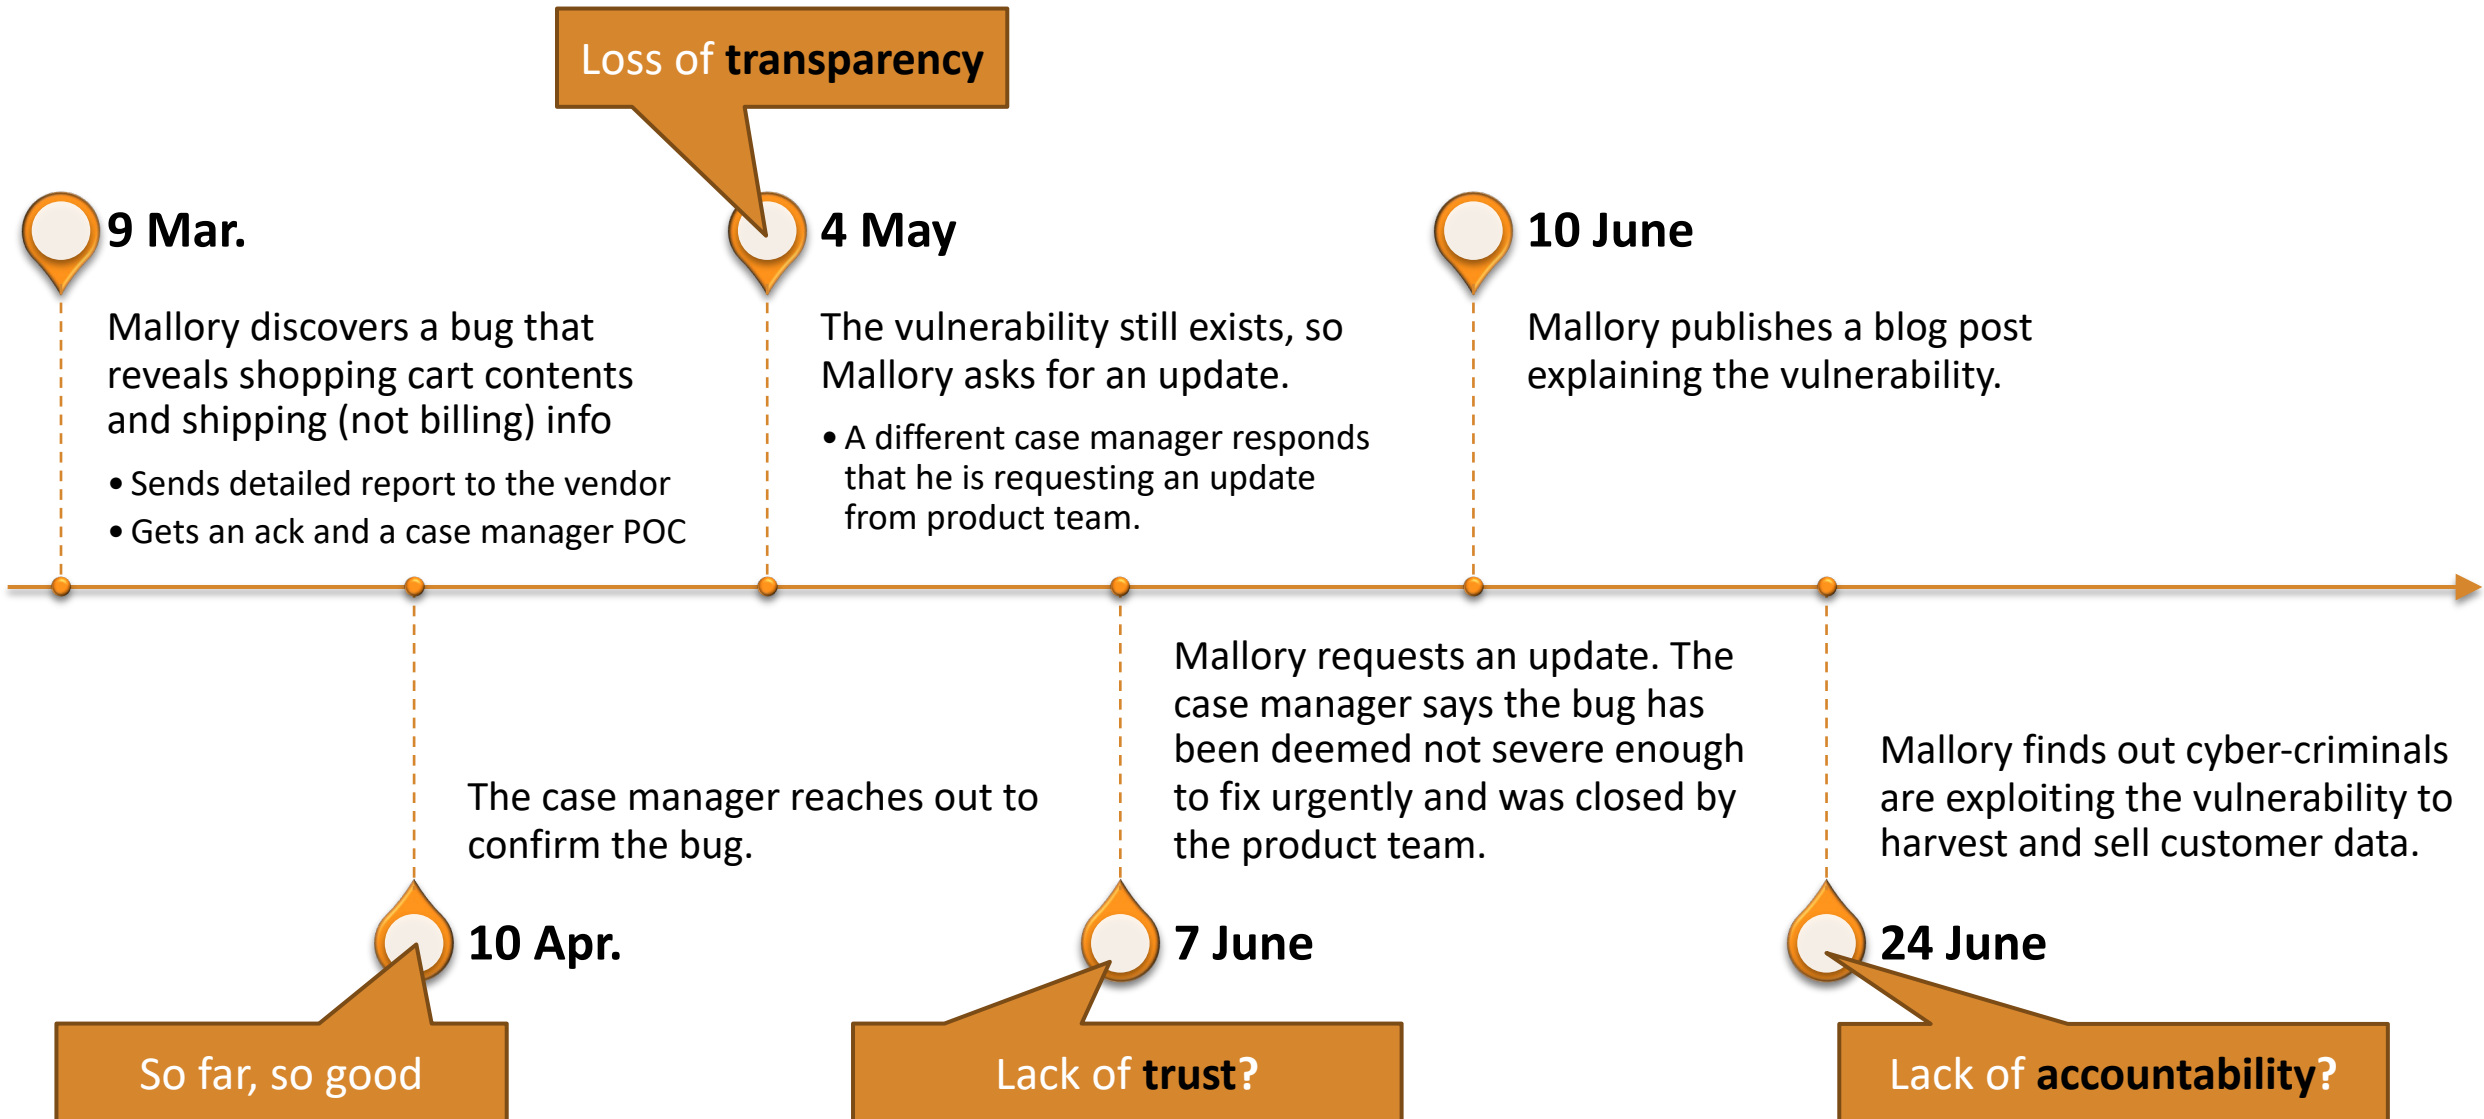 Loss of transparency
9 Mar.
Mallory discovers a bug that
reveals shopping cart contents
and shipping (not billing) info
• Sends detailed report to the vendor
• Gets an ack and a case manager POC
4 May
The vulnerability still exists, so
Mallory asks for an update.
• A different case manager responds
that he is requesting an update
from product team.
10 June
Mallory publishes a blog post
explaining the vulnerability.
The case manager reaches out to
confirm the bug.
10 Apr.
So far, so good
Mallory requests an update. The
case manager says the bug has
been deemed not severe enough
to fix urgently and was closed by
the product team.
7 June
Lack of trust?
Mallory finds out cyber-criminals
are exploiting the vulnerability to
harvest and sell customer data.
24 June
Lack of accountability?